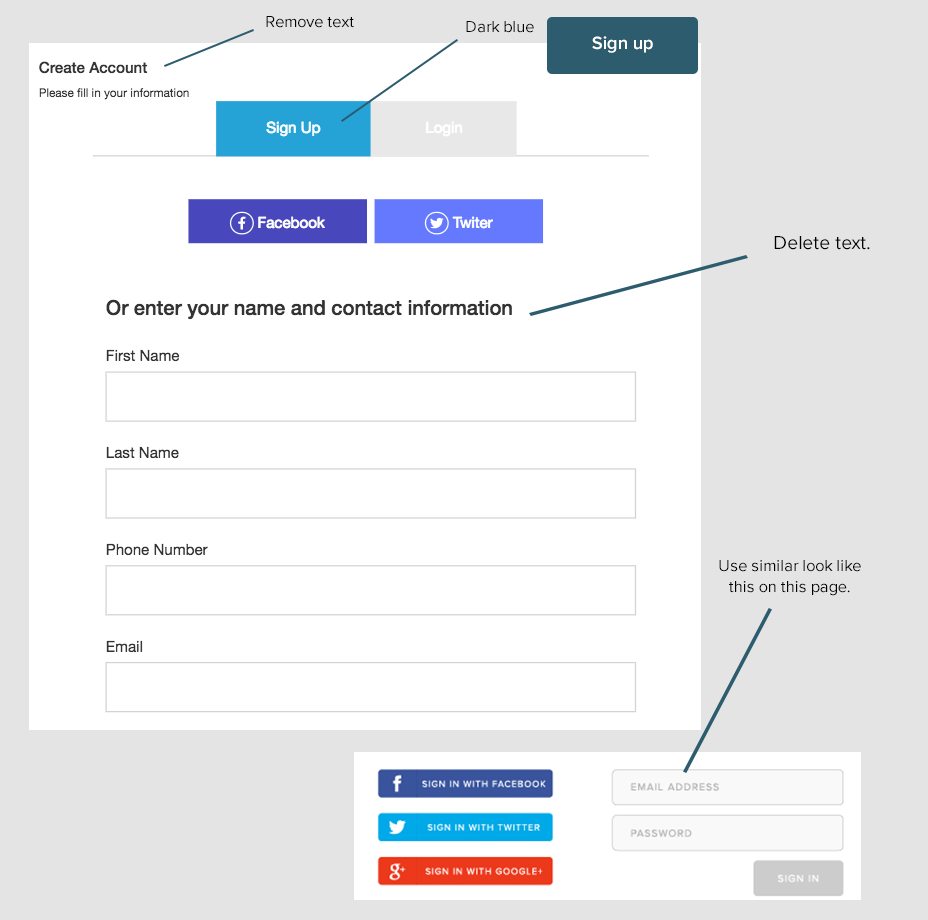 Remove text
Dark blue
Sign up
Create Account
Please fill in your information
Sign Up
Login
Facebook
Twiter
Delete text.
Or enter your name and contact information
First Name
Last Name
Phone Number
Use similar look like
this on this page.
Email
f SIGN IN WITH FACEBOOK
EMAIL ADDRESS
SIGN IN WITH TWITTER
PASSWORD
g+ SIGN IN WITH GOOGLE+
SIGN IN